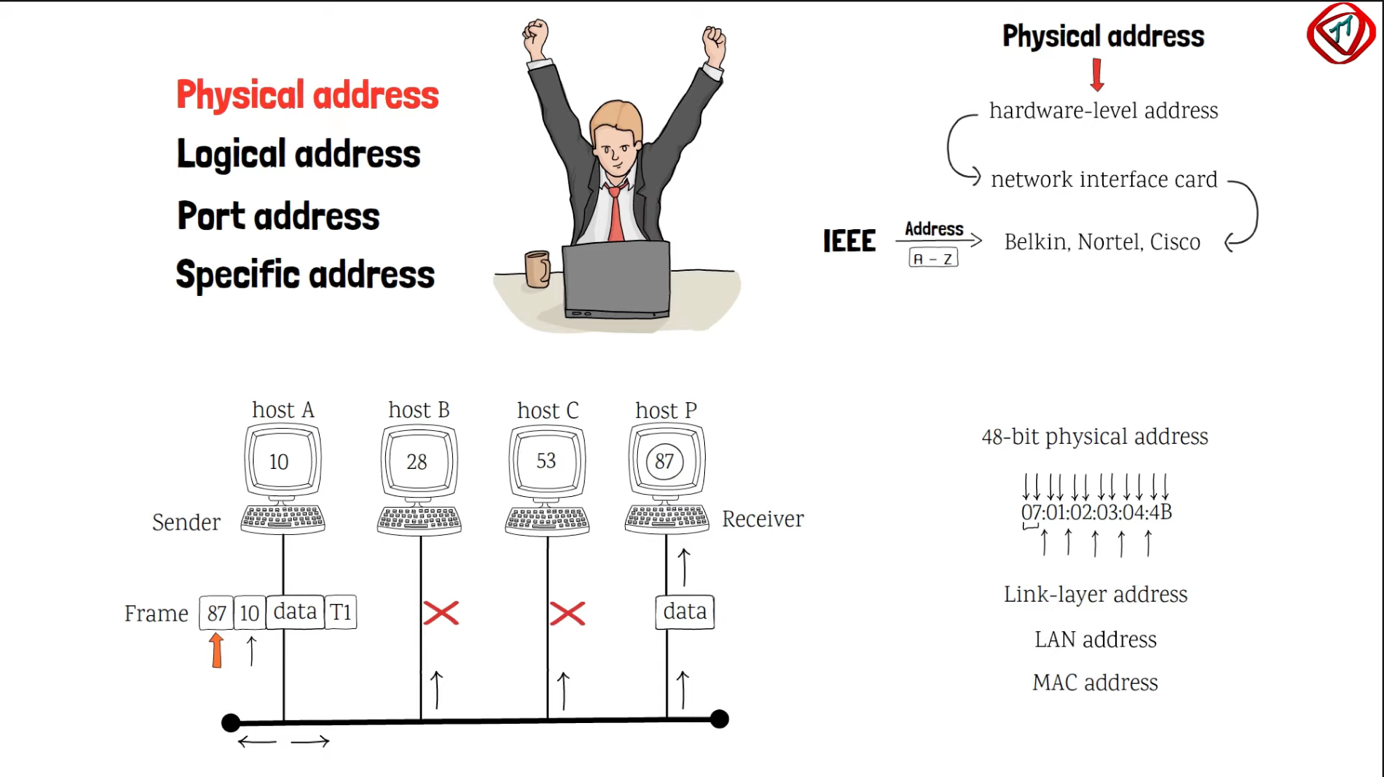 Physical address
Logical address
Port address
Specific address
Physical address
hardware-level address
network interface card
IEEE Address Belkin, Nortel, Cisco
A - Z
host A host B host C host P
10 28 53 87
Sender Receiver
Frame 87 10 data T1 data
48-bit physical address
07:01:02:03:04:4B
Link-layer address
LAN address
MAC address